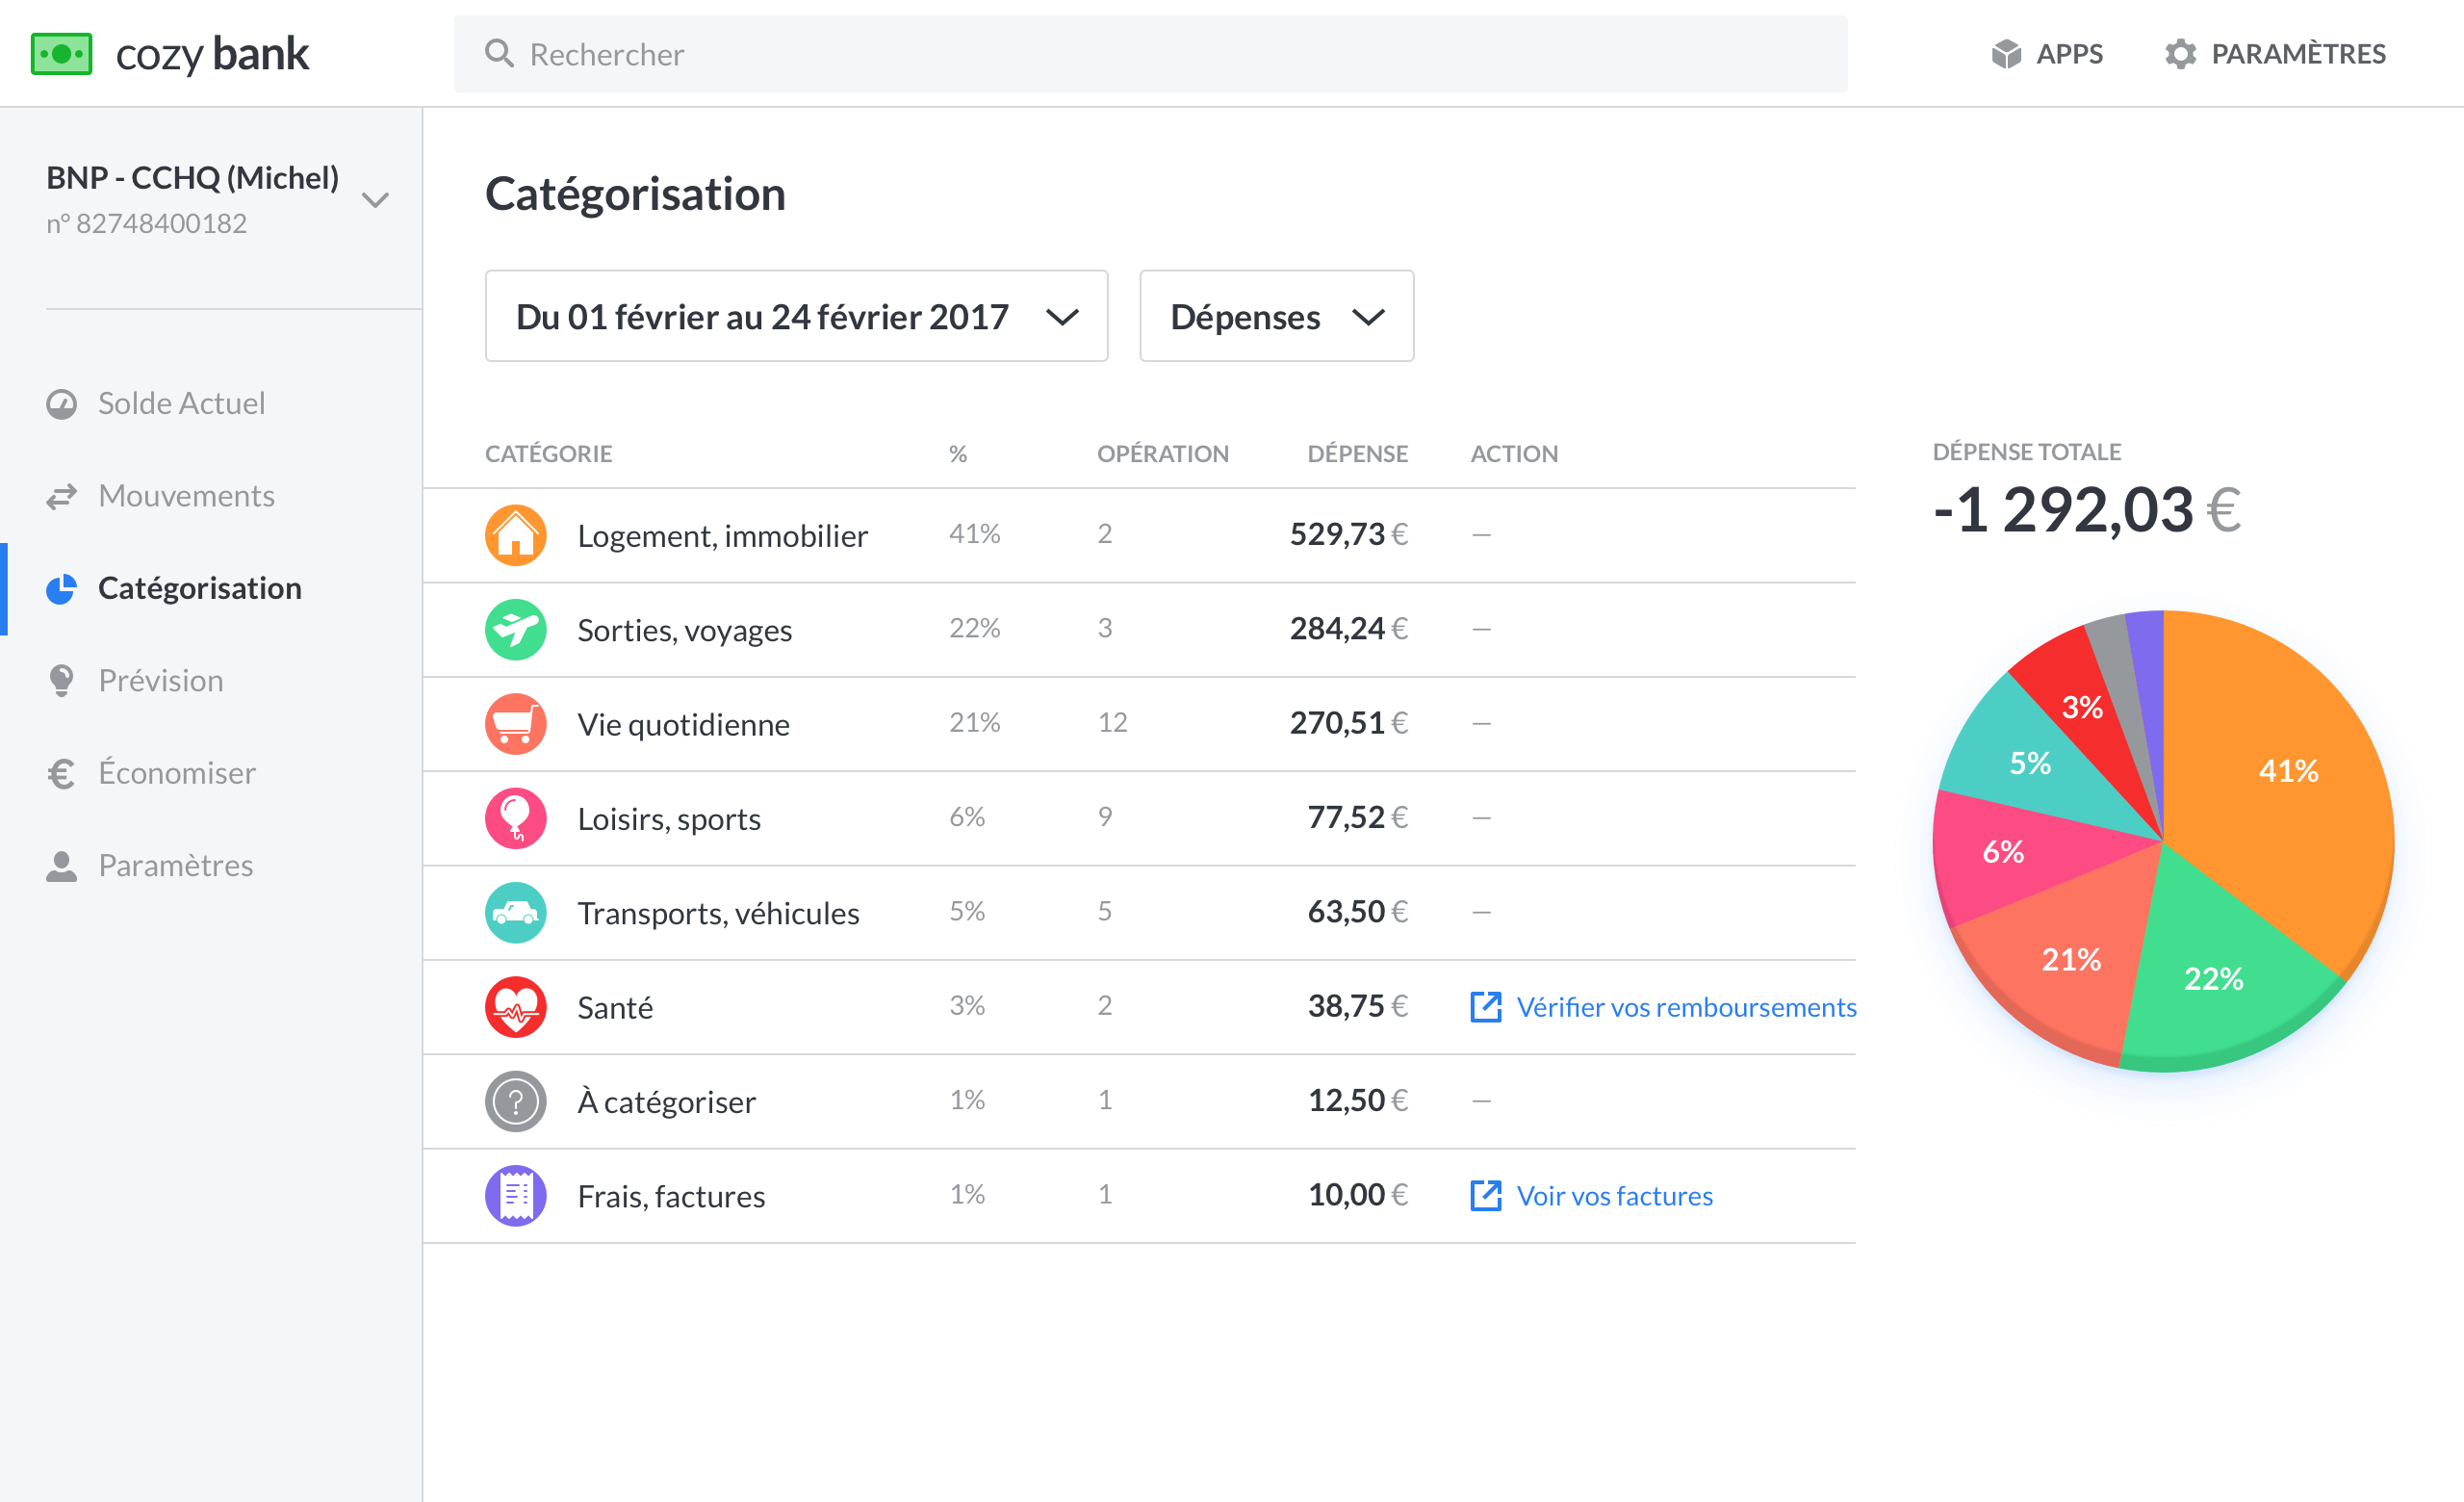 cozy bank
Rechercher
APPS
PARAMÈTRES
BNP - CCHQ (Michel)
n° 82748400182
Solde Actuel
Mouvements
Catégorisation
Prévision
Économiser
Paramètres
Catégorisation
Du 01 février au 24 février 2017
Dépenses
CATÉGORIE % OPÉRATION DÉPENSE ACTION
Logement, immobilier 41% 2 529,73 € —
Sorties, voyages 22% 3 284,24 € —
Vie quotidienne 21% 12 270,51 € —
Loisirs, sports 6% 9 77,52 € —
Transports, véhicules 5% 5 63,50 € —
Santé 3% 2 38,75 € Vérifier vos remboursements
? À catégoriser 1% 1 12,50 € —
Frais, factures 1% 1 10,00 € Voir vos factures
DÉPENSE TOTALE
-1 292,03 €
3%
5%
41%
6%
21%
22%